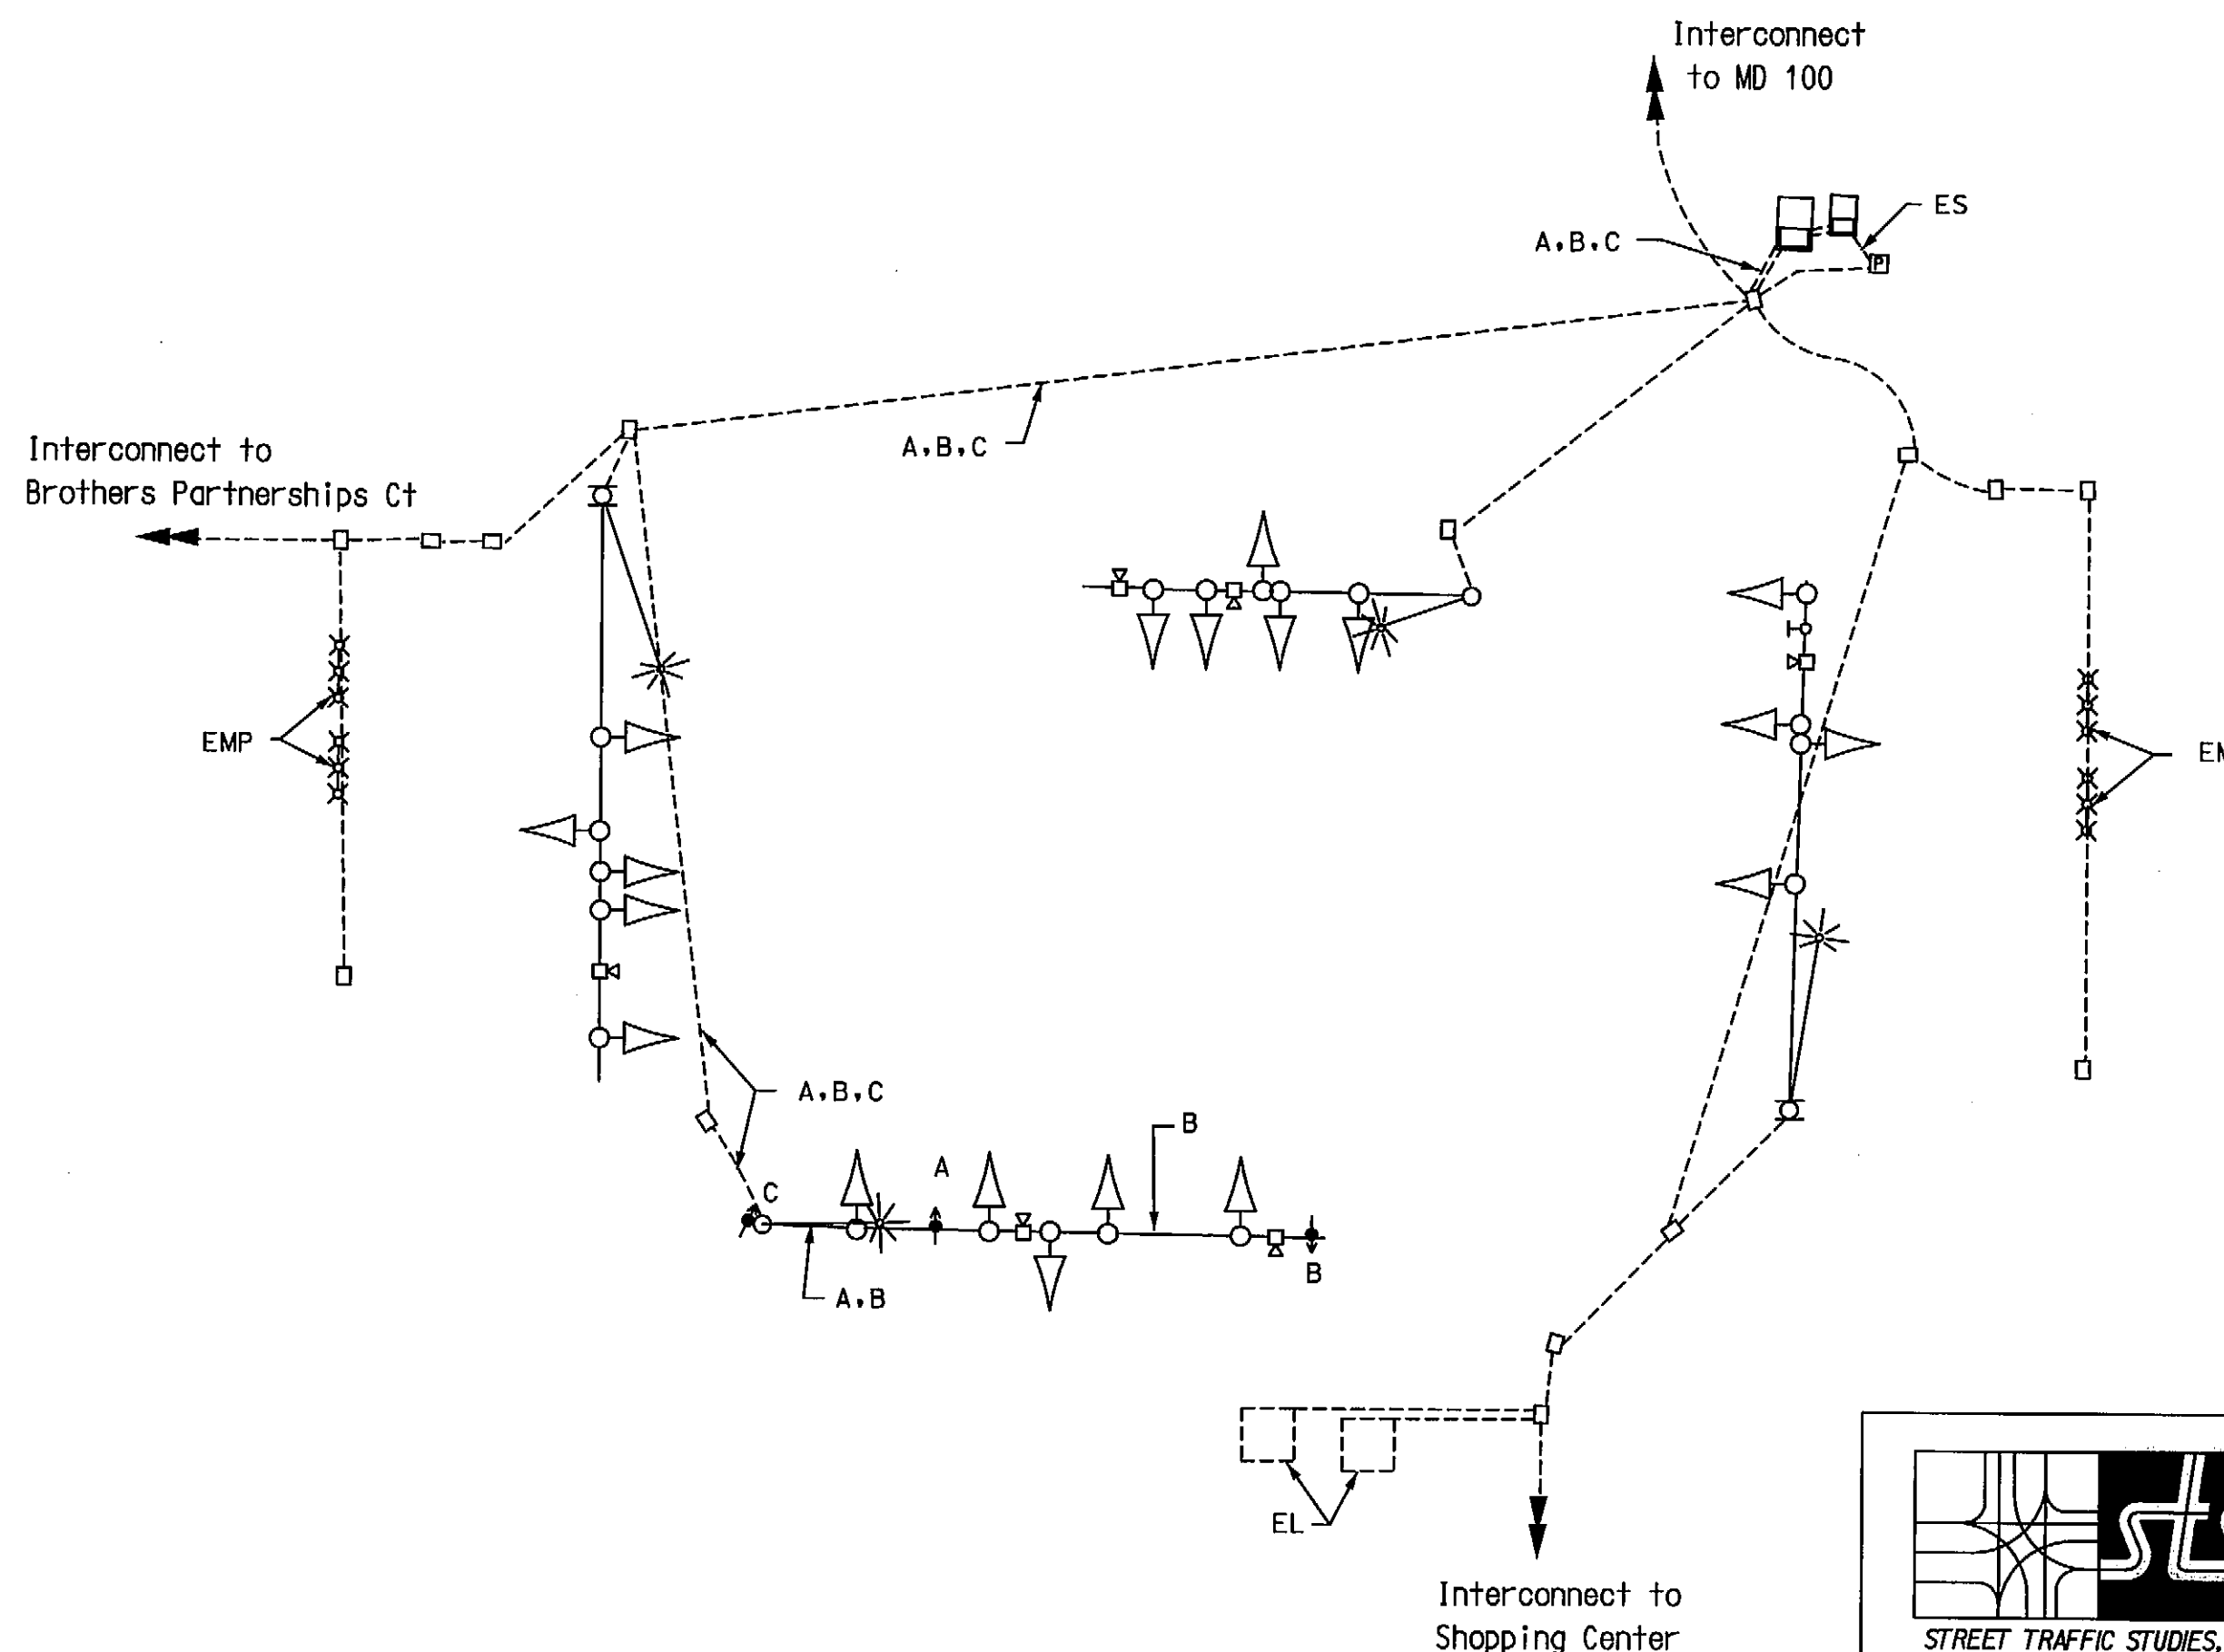 Interconnect
to MD 100
ES
A,B,C
P
A,B,C
Interconnect to
Brothers Partnerships Ct
EMP
A,B,C
B
A
C
A,B
B
EL
Interconnect to
Shopping Center
STREET TRAFFIC STUDIES,